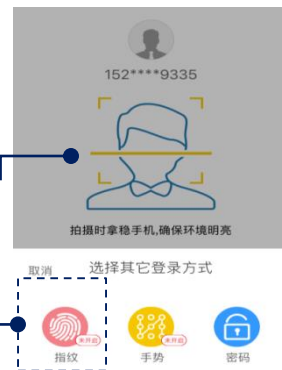 152****9335
拍摄时拿稳手机,确保环境明亮
取消 选择其它登录方式
未开启 未开启
指纹 手势 密码